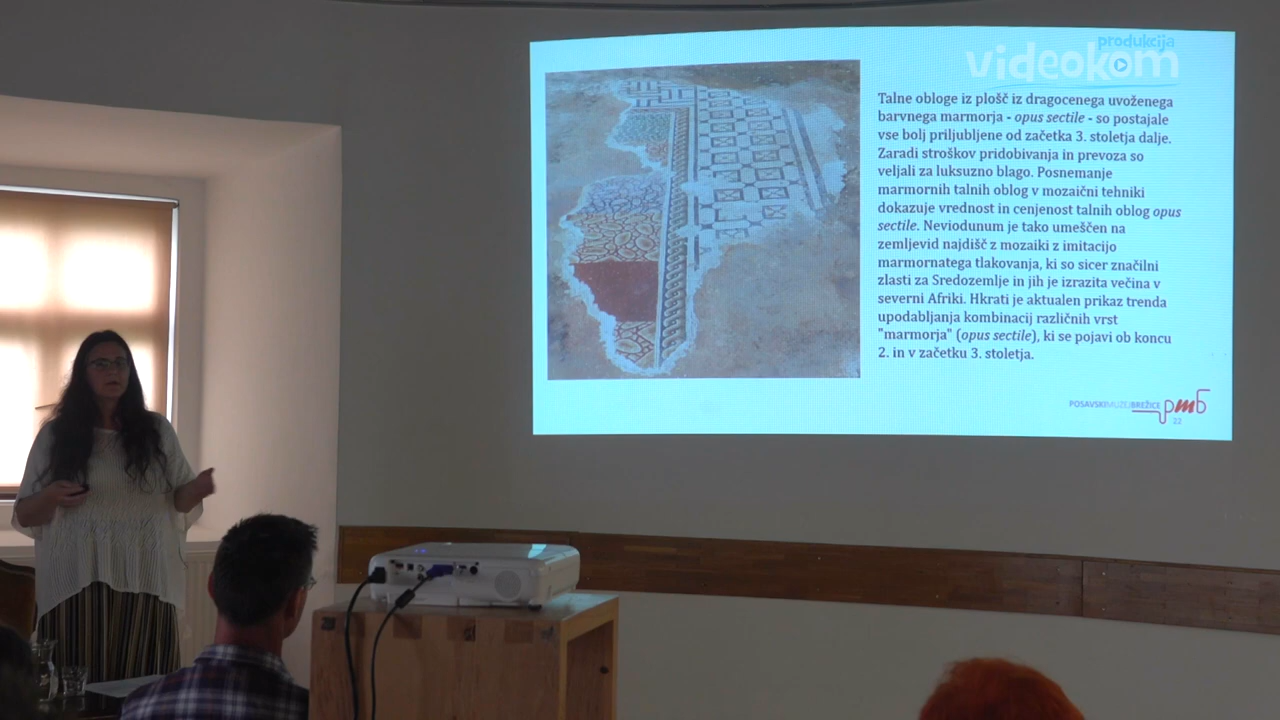 produkcija
videokom
Talne obloge iz plošč iz dragocenega uvoženega
barvnega marmorja - opus sectile - so postajale
vse bolj priljubljene od začetka 3. stoletja dalje.
Zaradi stroškov pridobivanja in prevoza so
veljali za luksuzno blago. Posnemanje
marmornih talnih oblog v mozaični tehniki
dokazuje vrednost in cenjenost talnih oblog opus
sectile. Neviodunum je tako umeščen na
zemljevid najdišč z mozaiki z imitacijo
marmornatega tlakovanja, ki so sicer značilni
zlasti za Sredozemlje in jih je izrazita večina v
severni Afriki. Hkrati je aktualen prikaz trenda
upodabljanja kombinacij različnih vrst
"marmorja" (opus sectile), ki se pojavi ob koncu
2. in v začetku 3. stoletja.
POSAVSKIMUZEJBREŽICE pmb
22